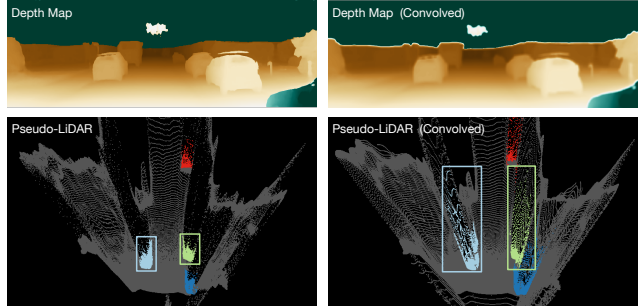 Depth Map
Depth Map (Convolved)
Pseudo-LiDAR
Pseudo-LiDAR (Convolved)